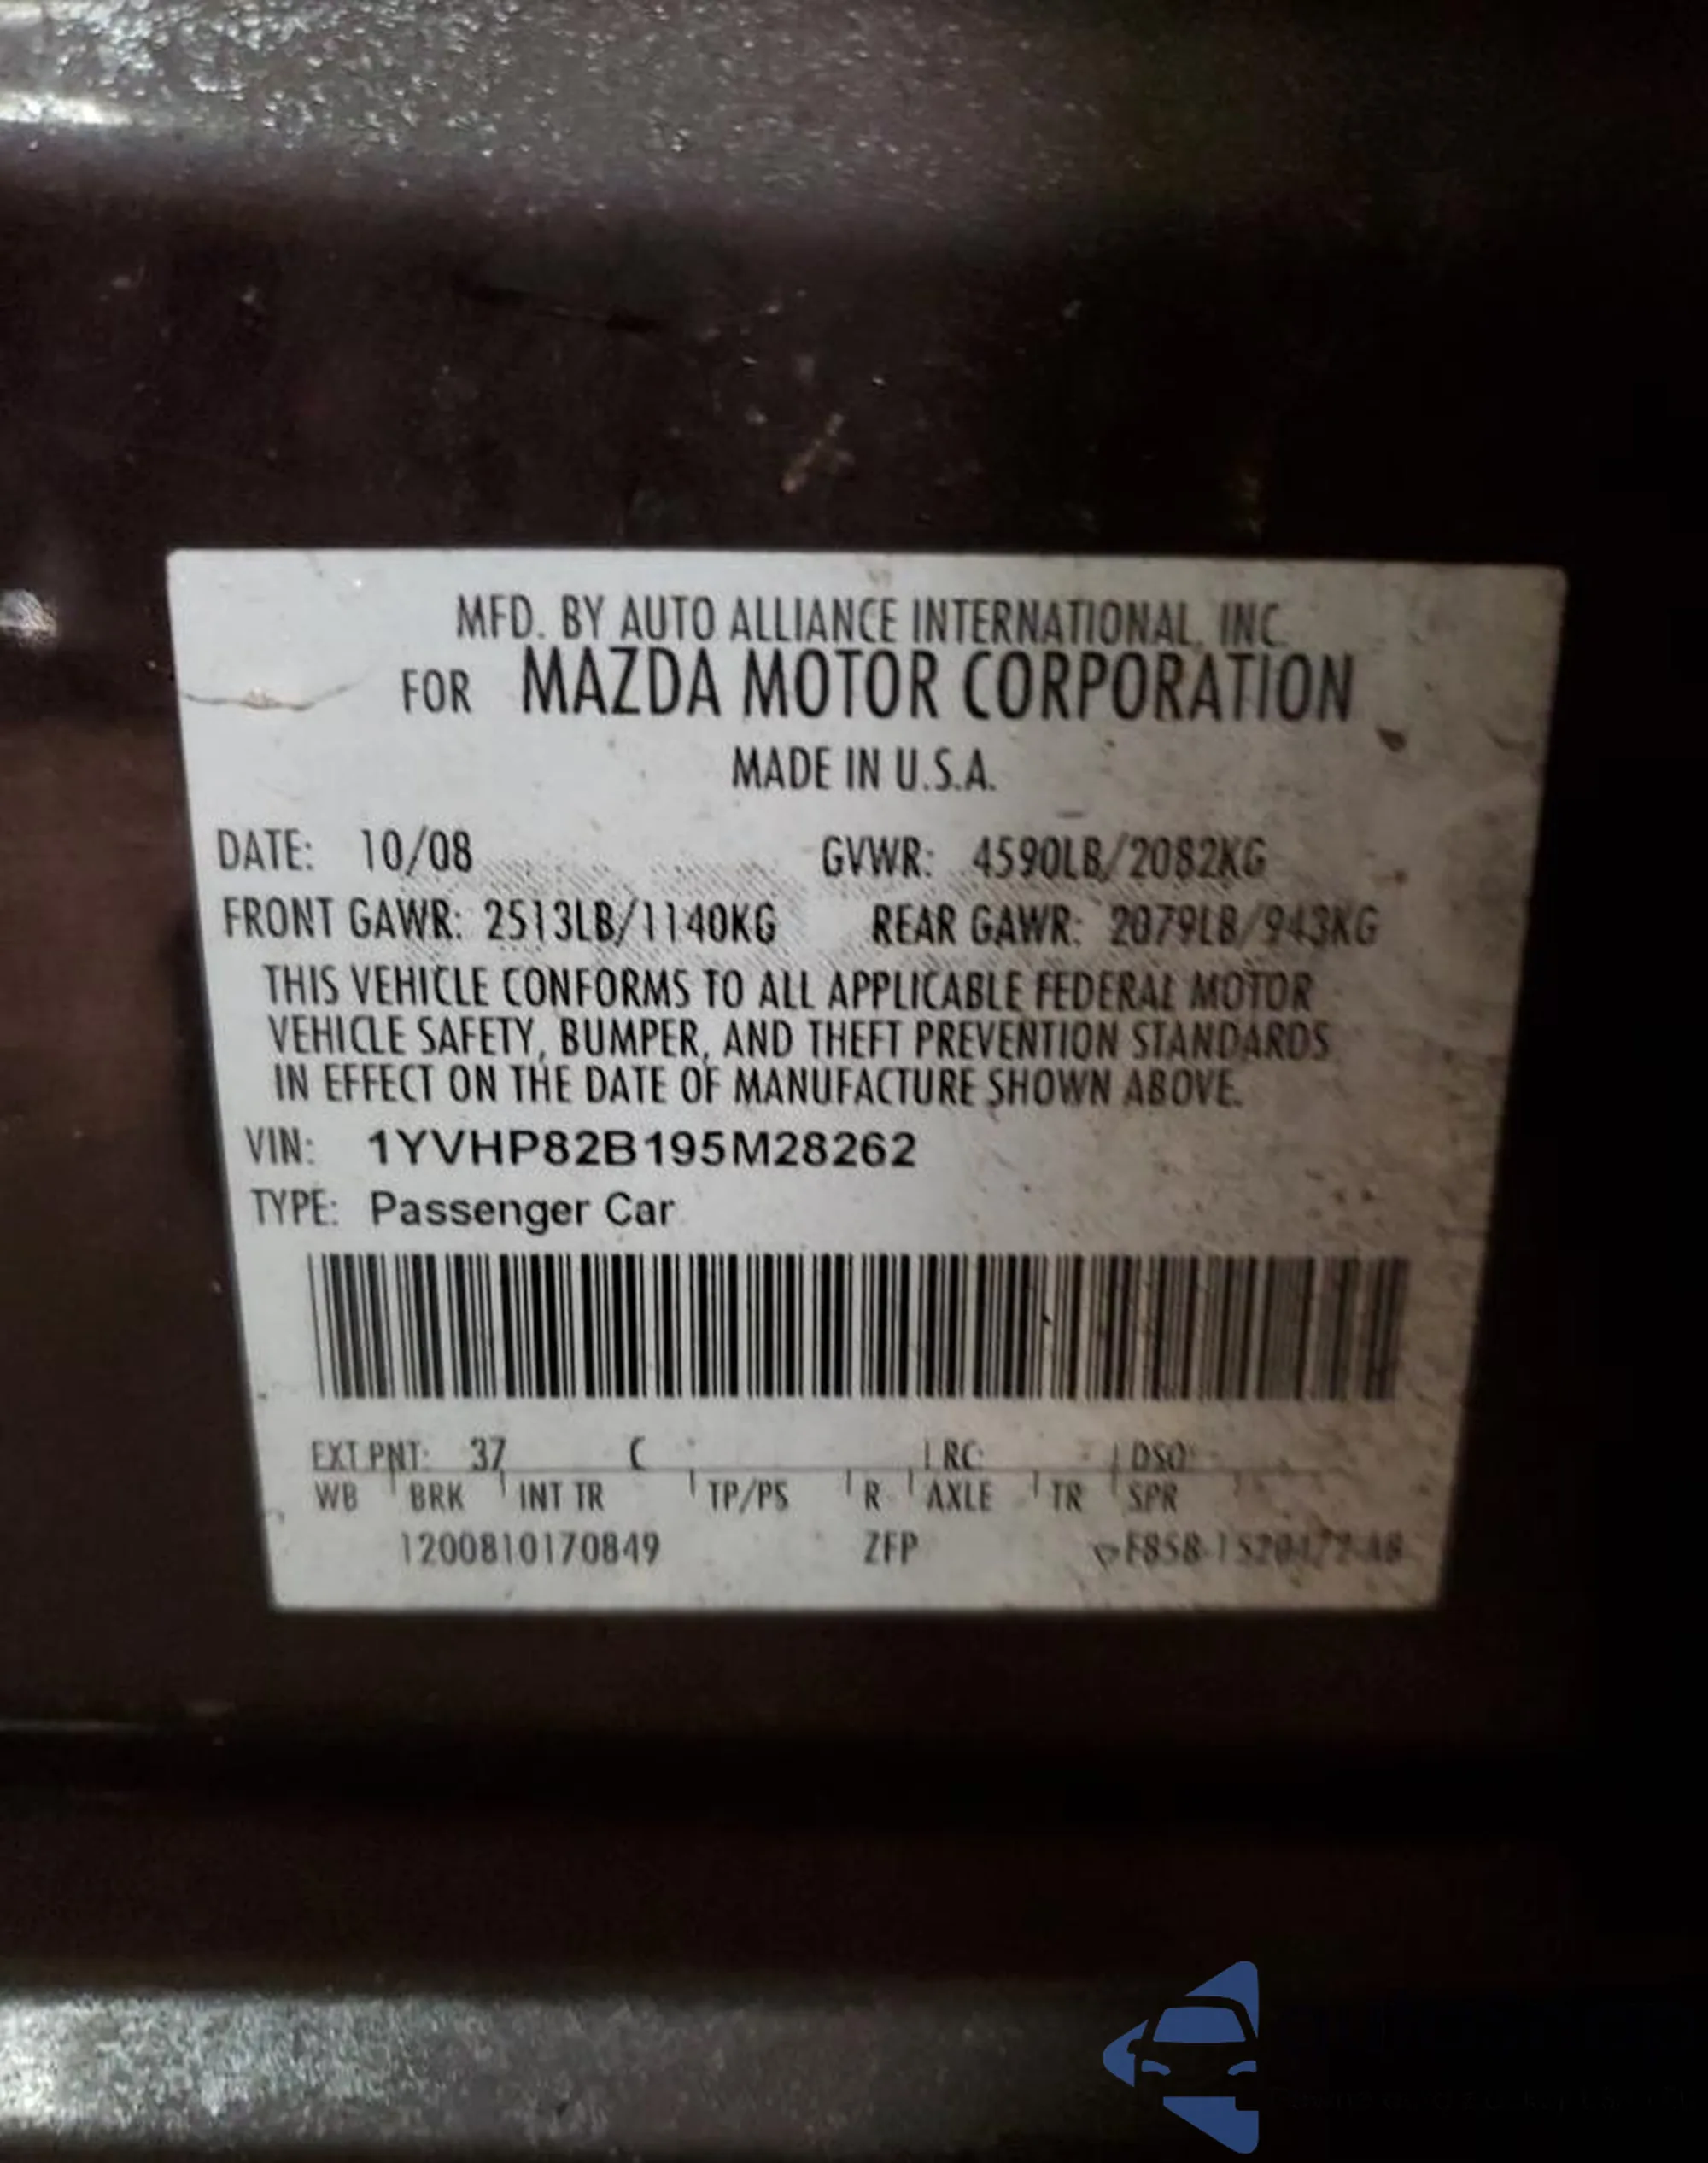 MFD. BY AUTO ALLIANCE INTERNATIONAL, INC.
FOR MAZDA MOTOR CORPORATION
MADE IN U.S.A.
DATE: 10/08 GVWR: 4590LB/2082KG
FRONT GAWR: 2513LB/1140KG REAR GAWR: 2079LB/943KG
THIS VEHICLE CONFORMS TO ALL APPLICABLE FEDERAL MOTOR
VEHICLE SAFETY, BUMPER, AND THEFT PREVENTION STANDARDS
IN EFFECT ON THE DATE OF MANUFACTURE SHOWN ABOVE.
VIN: 1YVHP82B195M28262
TYPE: Passenger Car
EXT PNT: 37 C RC: DSO:
WB BRK INT TR TP/PS R AXLE TR SPR
1200810170849 ZFP